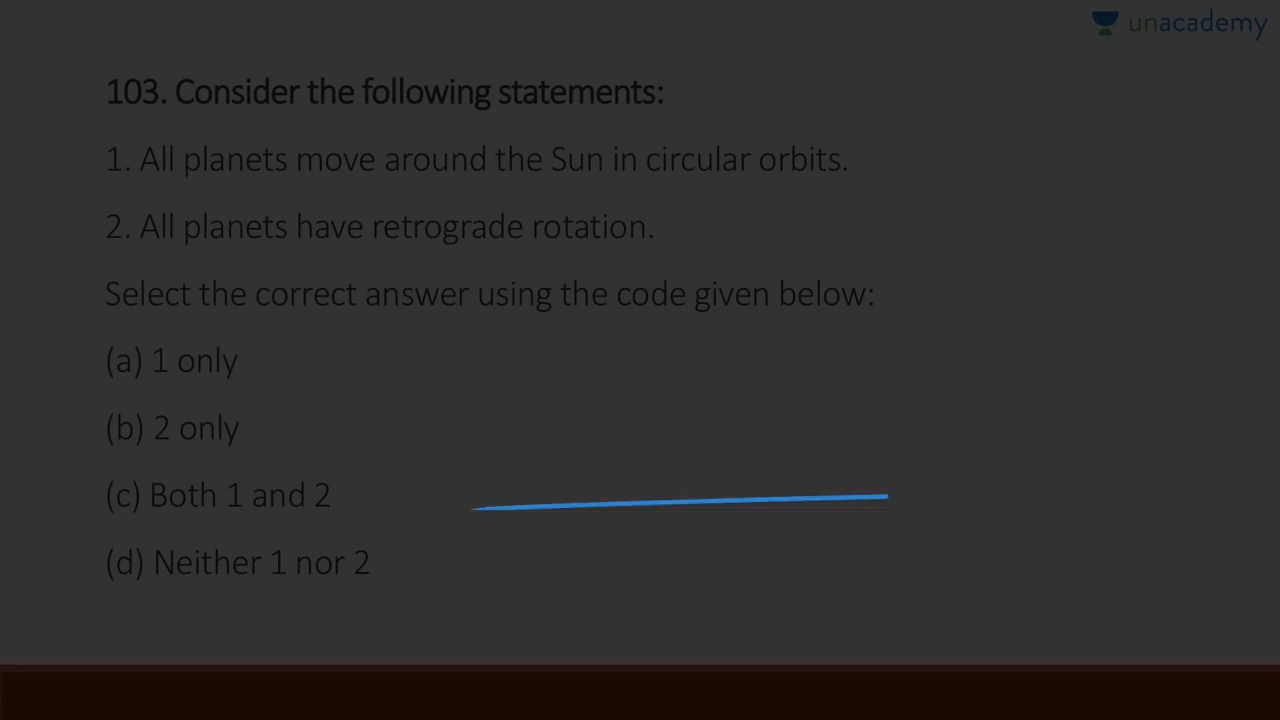 unacademy
103. Consider the following statements:
1. All planets move around the Sun in circular orbits.
2. All planets have retrograde rotation.
Select the correct answer using the code given below:
(a) 1 only
(b) 2 only
(c) Both 1 and 2
(d) Neither 1 nor 2